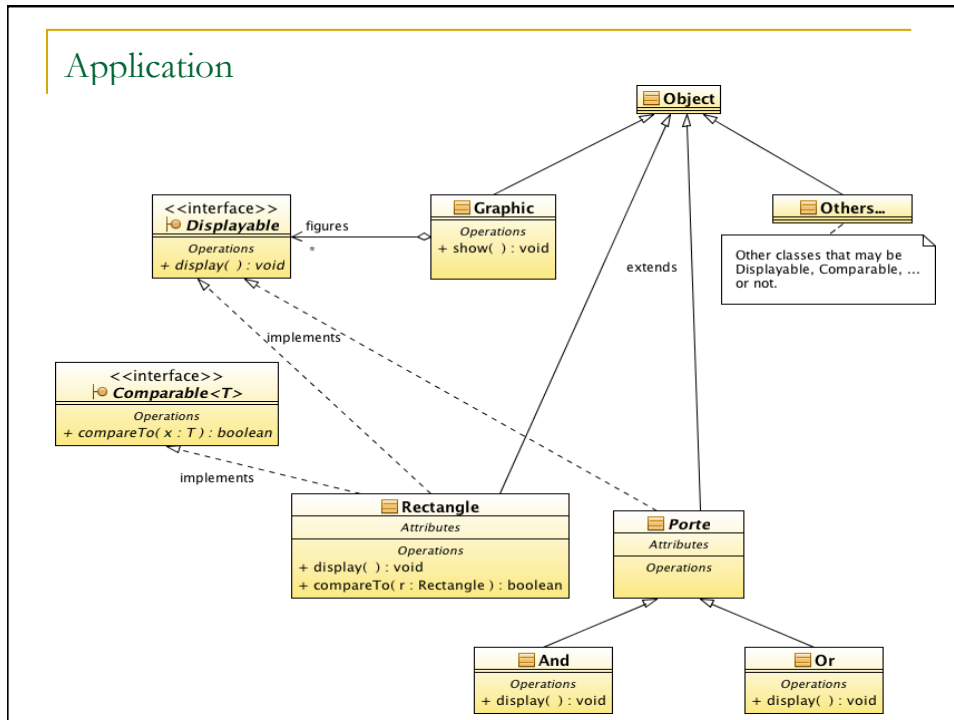 Application
Object
<<interface>>
Displayable
Operations
+ display( ) : void
figures
*
Graphic
Operations
+ show( ) : void
Others...
Other classes that may be
Displayable, Comparable, ...
or not.
extends
implements
<<interface>>
Comparable<T>
Operations
+ compareTo( x : T ) : boolean
implements
Rectangle
Attributes
Operations
+ display( ) : void
+ compareTo( r : Rectangle ) : boolean
Porte
Attributes
Operations
And
Operations
+ display( ) : void
Or
Operations
+ display( ) : void